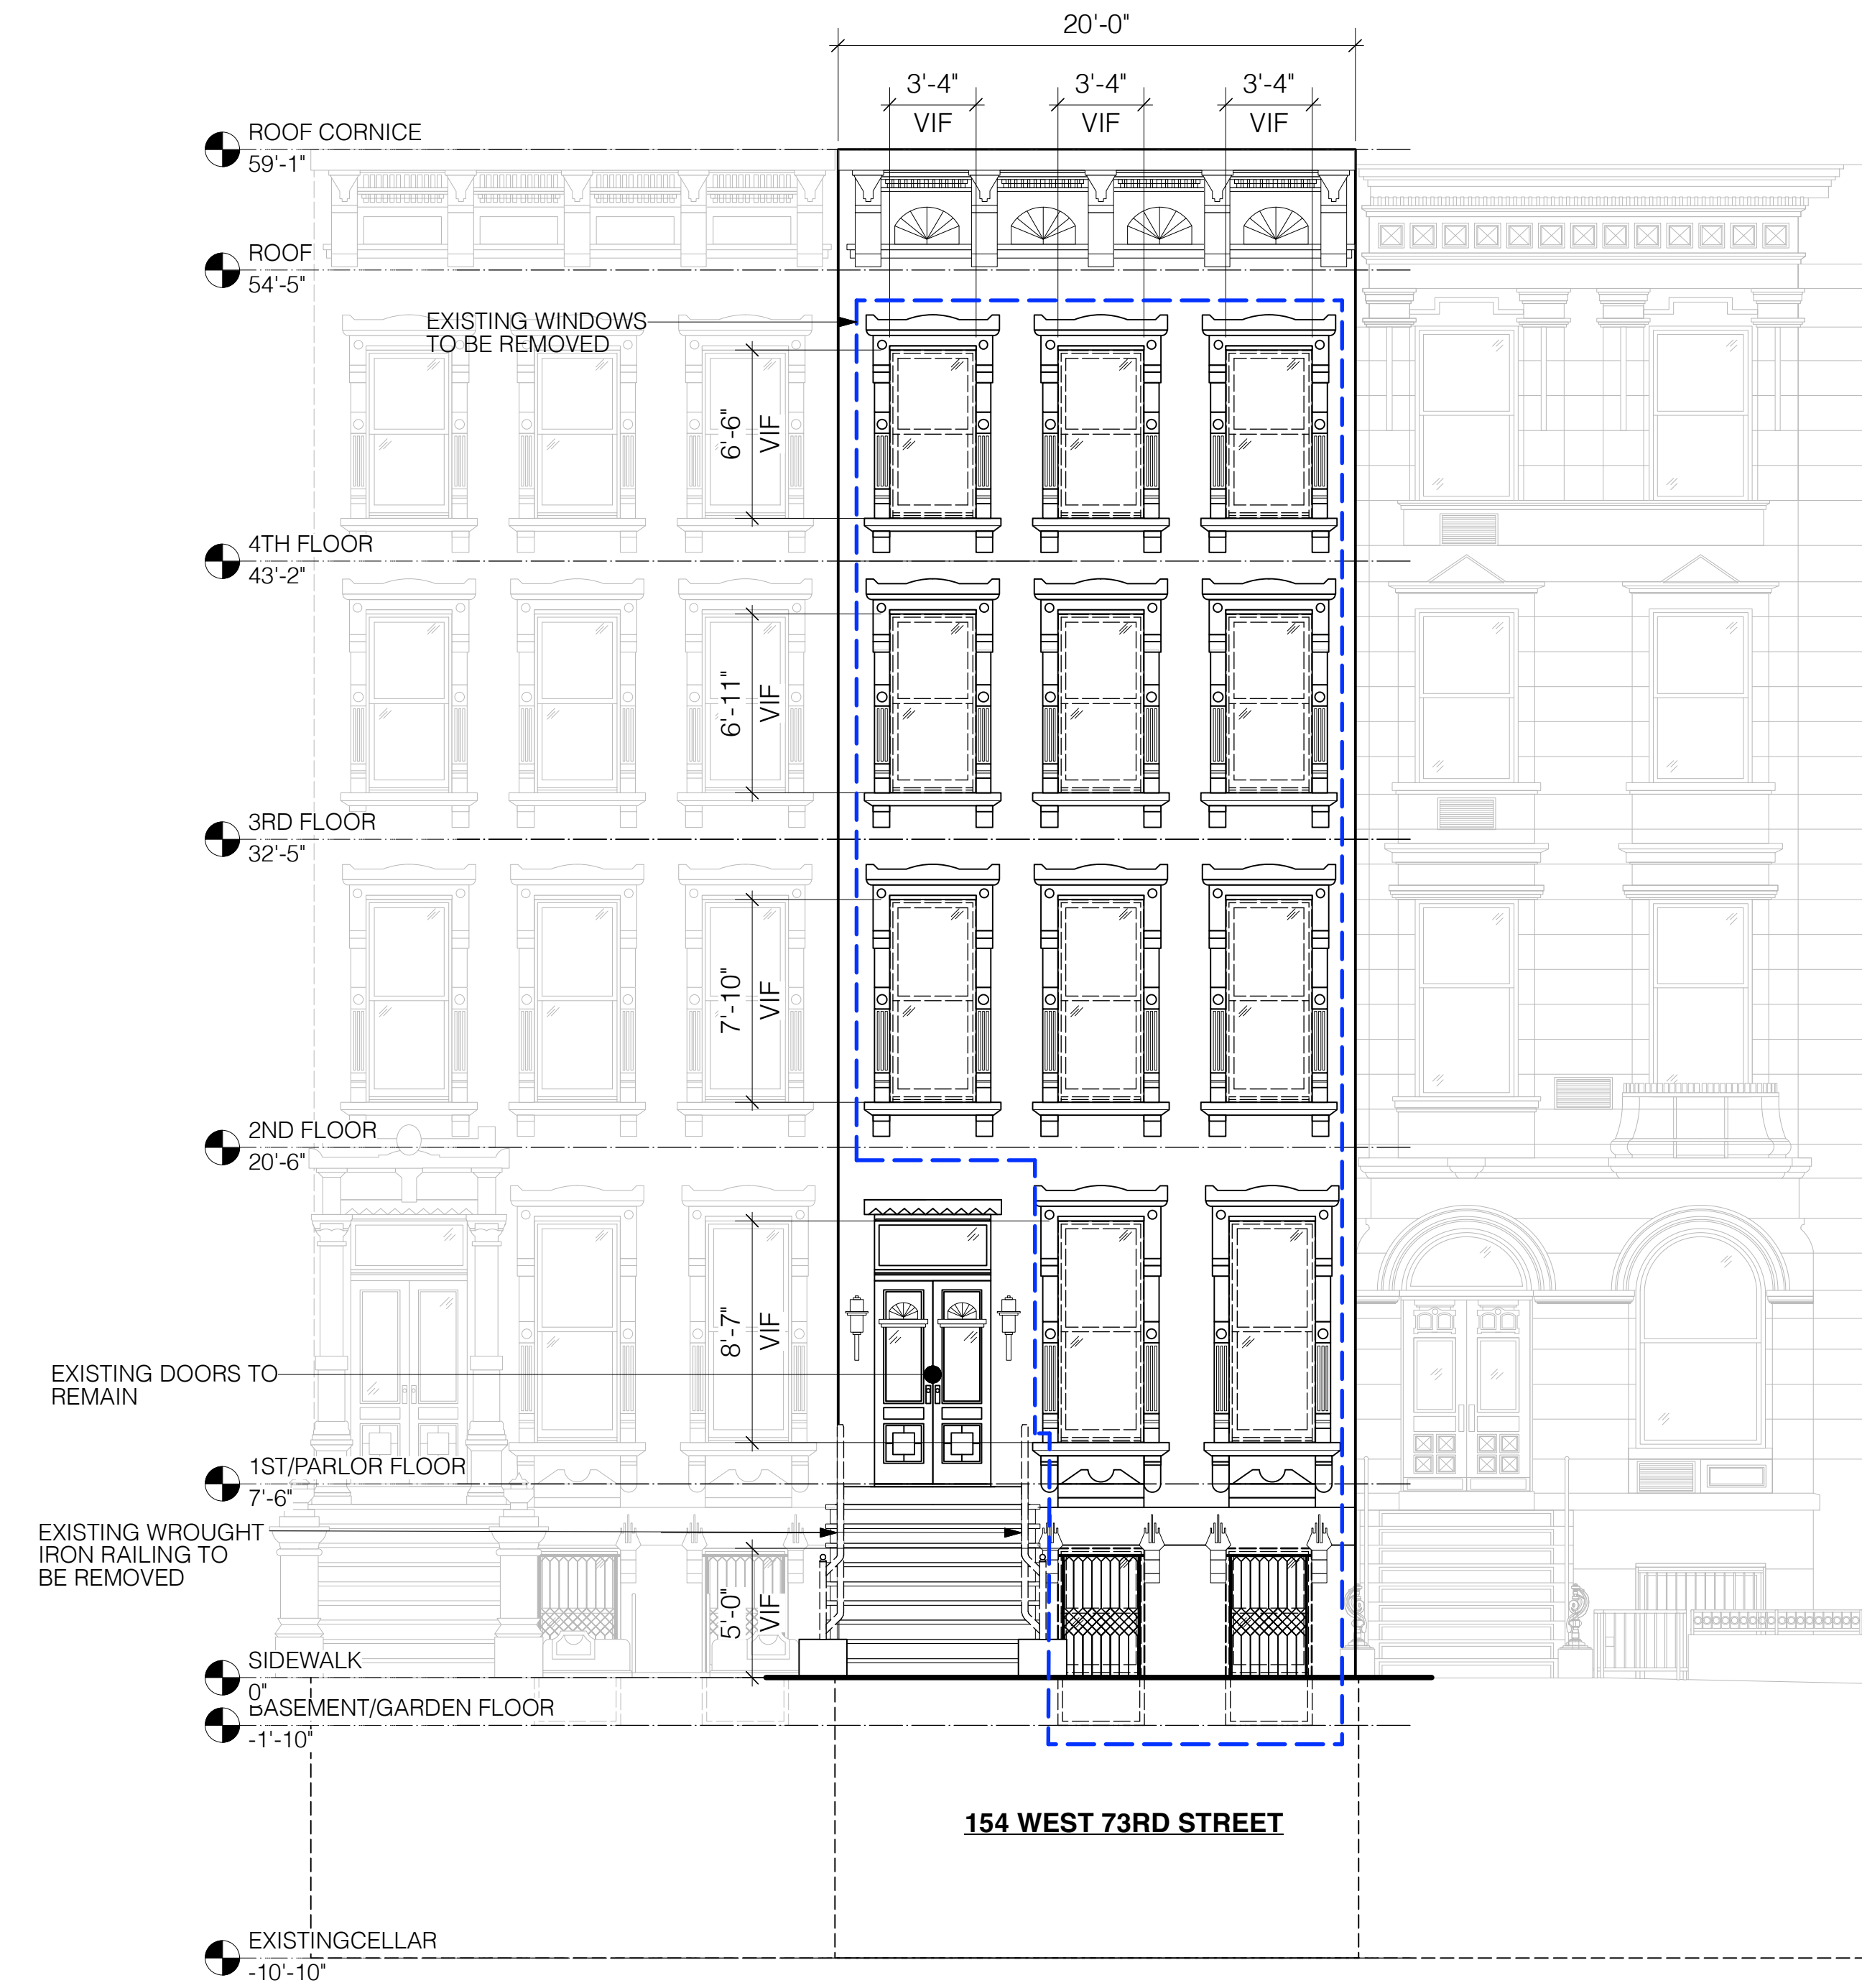 20'-0"
3'-4"
VIF
3'-4"
VIF
3'-4"
VIF
ROOF CORNICE
59'-1"
ROOF
54'-5"
EXISTING WINDOWS
TO BE REMOVED
6'-6"
VIF
4TH FLOOR
43'-2"
6'-11"
VIF
3RD FLOOR
32'-5"
7'-10"
VIF
2ND FLOOR
20'-6"
8'-7"
VIF
EXISTING DOORS TO
REMAIN
1ST/PARLOR FLOOR
7'-6"
EXISTING WROUGHT
IRON RAILING TO
BE REMOVED
5'-0"
VIF
SIDEWALK
0"
BASEMENT/GARDEN FLOOR
-1'-10"
154 WEST 73RD STREET
EXISTINGCELLAR
-10'-10"